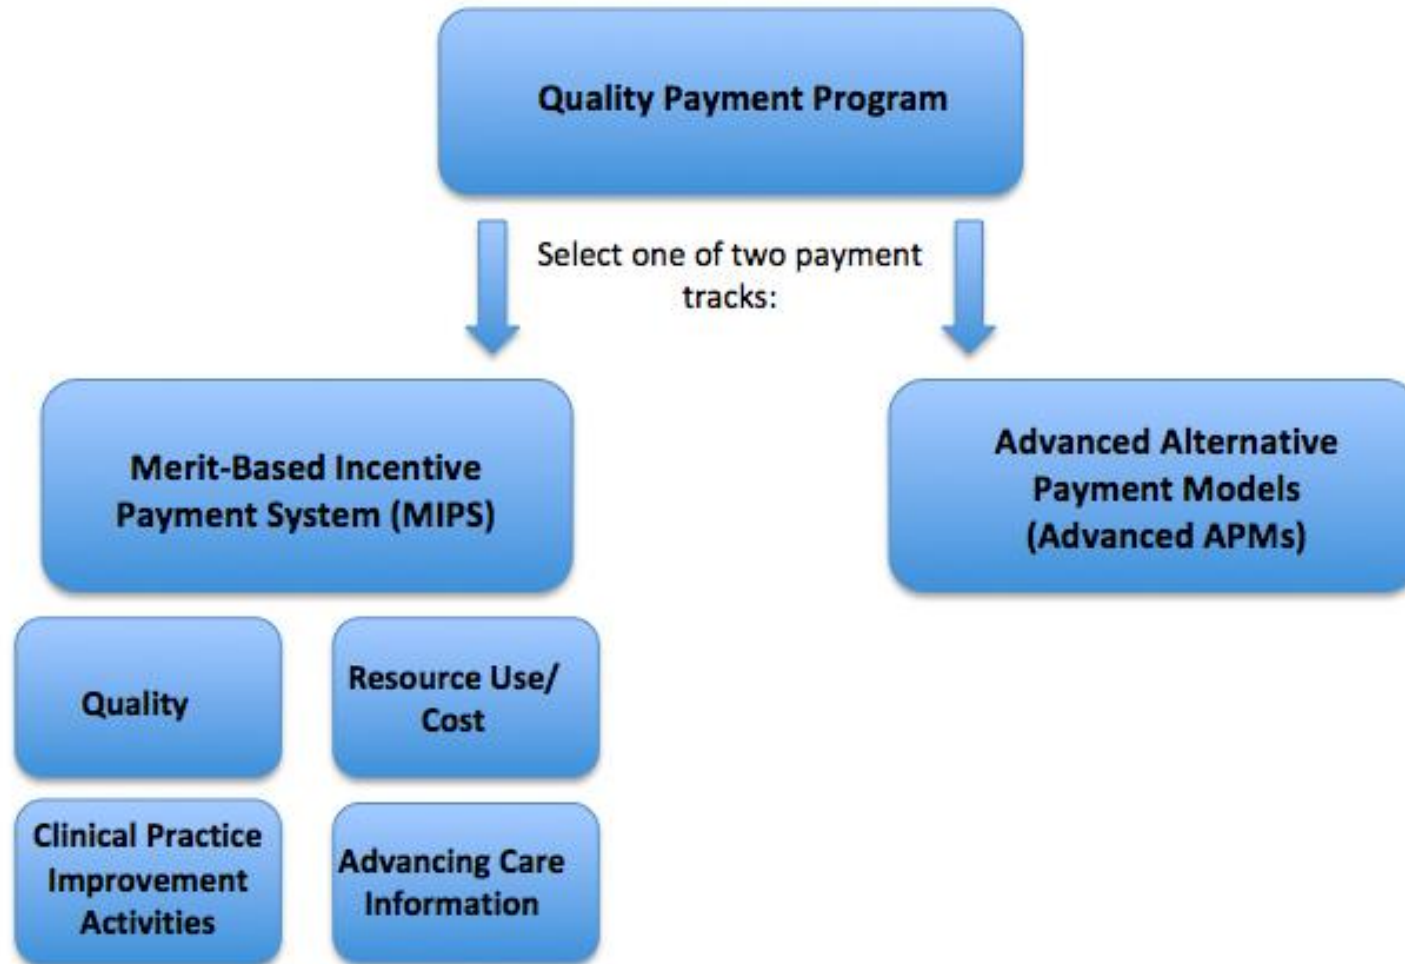 Quality Payment Program
Select one of two payment
tracks:
Merit-Based Incentive
Payment System (MIPS)
Advanced Alternative
Payment Models
(Advanced APMs)
Quality
Resource Use/
Cost
Clinical Practice
Improvement
Activities
Advancing Care
Information